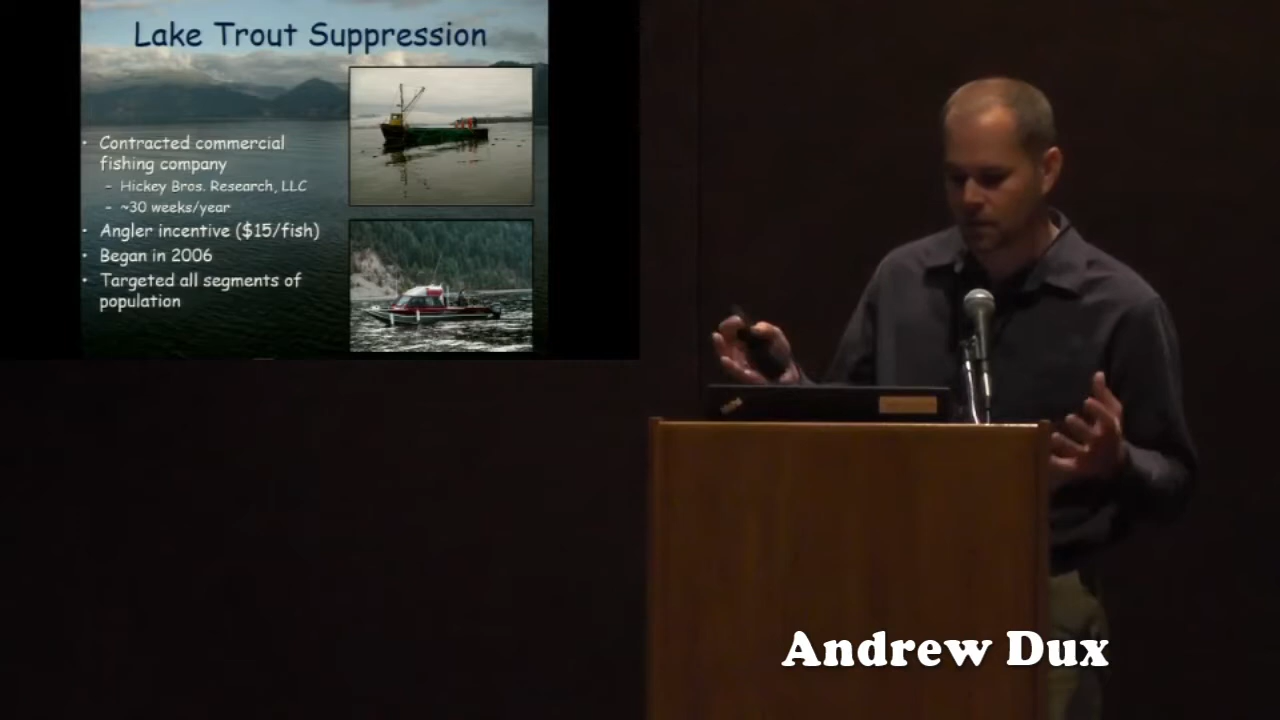 Lake Trout Suppression
· Contracted commercial
fishing company
- Hickey Bros. Research, LLC
- ~30 weeks/year
· Angler incentive ($15/fish)
· Began in 2006
· Targeted all segments of
population
Andrew Dux